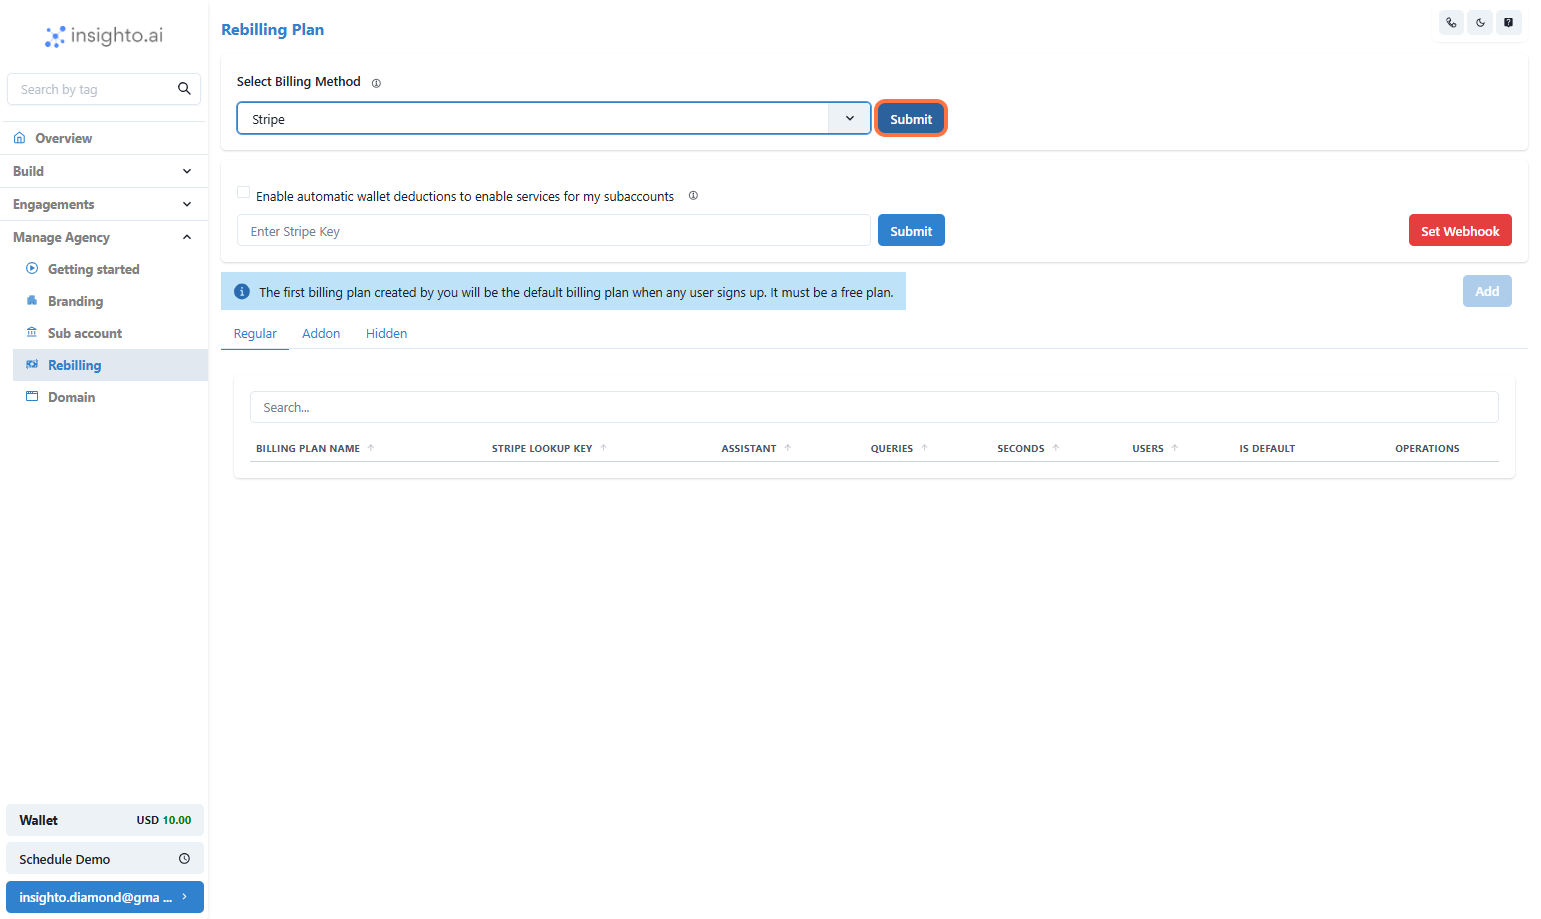 insighto.ai
Search by tag
Overview
Build
Engagements
Manage Agency
Getting started
Branding
Sub account
Rebilling
Domain
Wallet USD 10.00
Schedule Demo
insighto.diamond@gma ...
Rebilling Plan
Select Billing Method
Stripe Submit
Enable automatic wallet deductions to enable services for my subaccounts
Enter Stripe Key Submit Set Webhook
The first billing plan created by you will be the default billing plan when any user signs up. It must be a free plan. Add
Regular Addon Hidden
Search...
BILLING PLAN NAME STRIPE LOOKUP KEY ASSISTANT QUERIES SECONDS USERS IS DEFAULT OPERATIONS